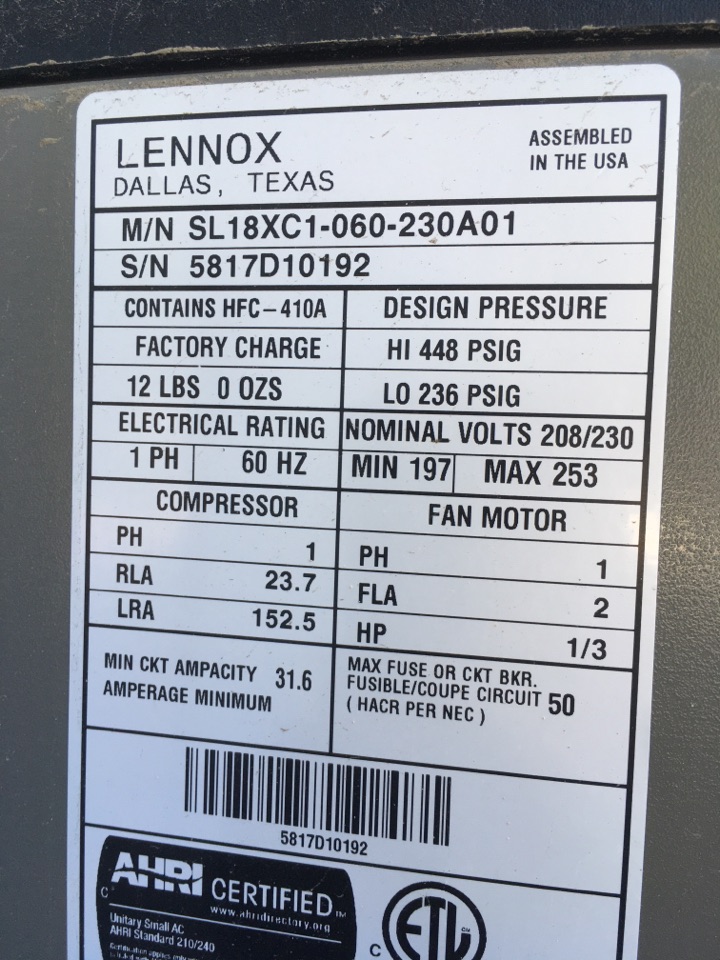 LENNOX
DALLAS, TEXAS
ASSEMBLED
IN THE USA
M/N SL18XC1-060-230A01
S/N 5817D10192
CONTAINS HFC-410A
DESIGN PRESSURE
FACTORY CHARGE
HI 448 PSIG
12 LBS 0 OZS
LO 236 PSIG
ELECTRICAL RATING
NOMINAL VOLTS 208/230
1 PH 60 HZ
MIN 197 MAX 253
COMPRESSOR
PH 1
RLA 23.7
LRA 152.5
FAN MOTOR
PH 1
FLA 2
HP 1/3
MIN CKT AMPACITY 31.6
AMPERAGE MINIMUM
MAX FUSE OR CKT BKR.
FUSIBLE/COUPE CIRCUIT 50
( HACR PER NEC )
5817D10192
AHRI CERTIFIED™
www.ahridirectory.org
Unitary Small AC
AHRI Standard 210/240
C
ETL
C